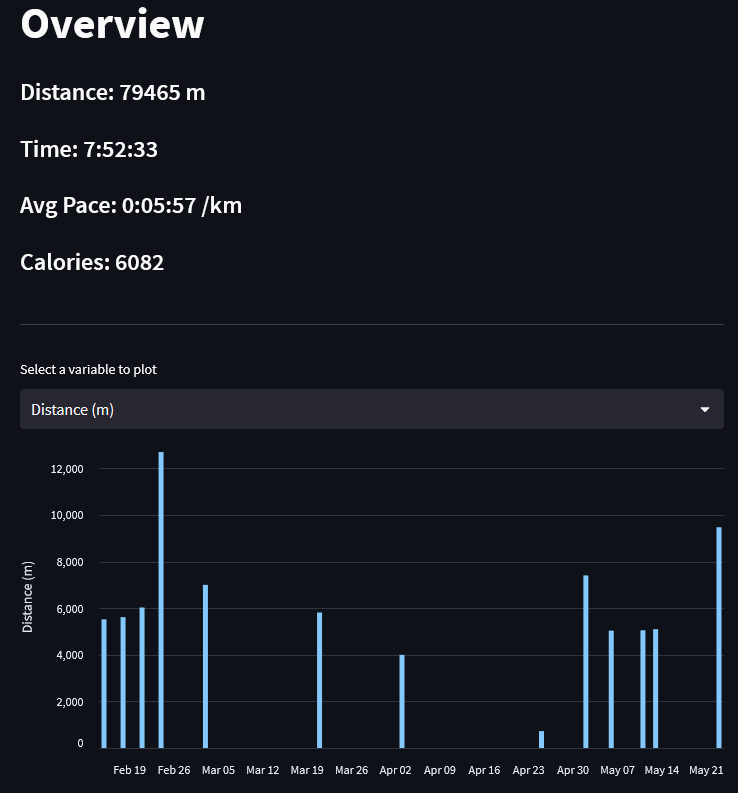 Overview
Distance: 79465 m
Time: 7:52:33
Avg Pace: 0:05:57 /km
Calories: 6082
Select a variable to plot
Distance (m)
12,000
10,000
8,000
6,000
4,000
2,000
0
Distance (m)
Feb 19 Feb 26 Mar 05 Mar 12 Mar 19 Mar 26 Apr 02 Apr 09 Apr 16 Apr 23 Apr 30 May 07 May 14 May 21